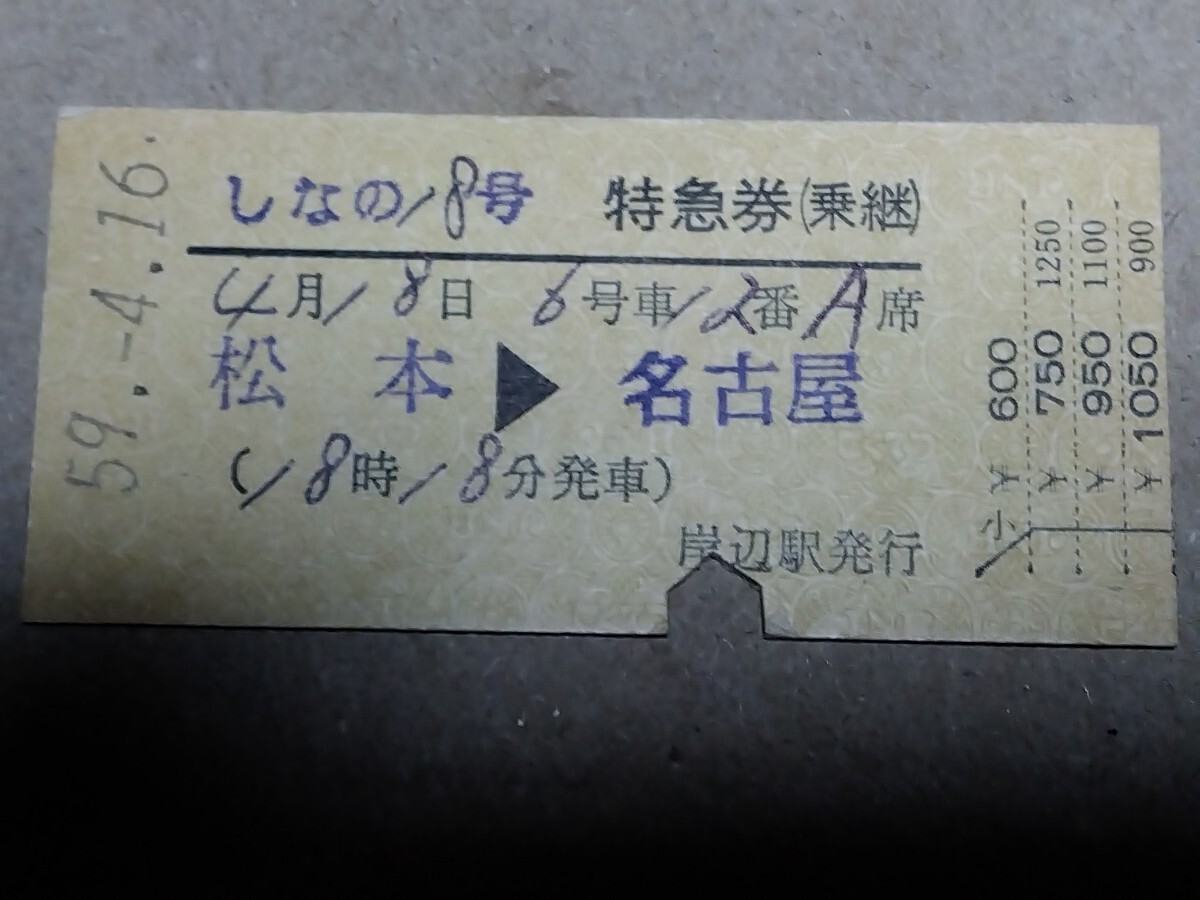 59.-4.16.
しなの18号 特急券(乗継)
4月18日 6号車12番A席
松本▶名古屋
(18時18分発車)
岸辺駅発行
小 ¥ 600
¥ 750 1250
¥ 950 1100
¥ 1050 900